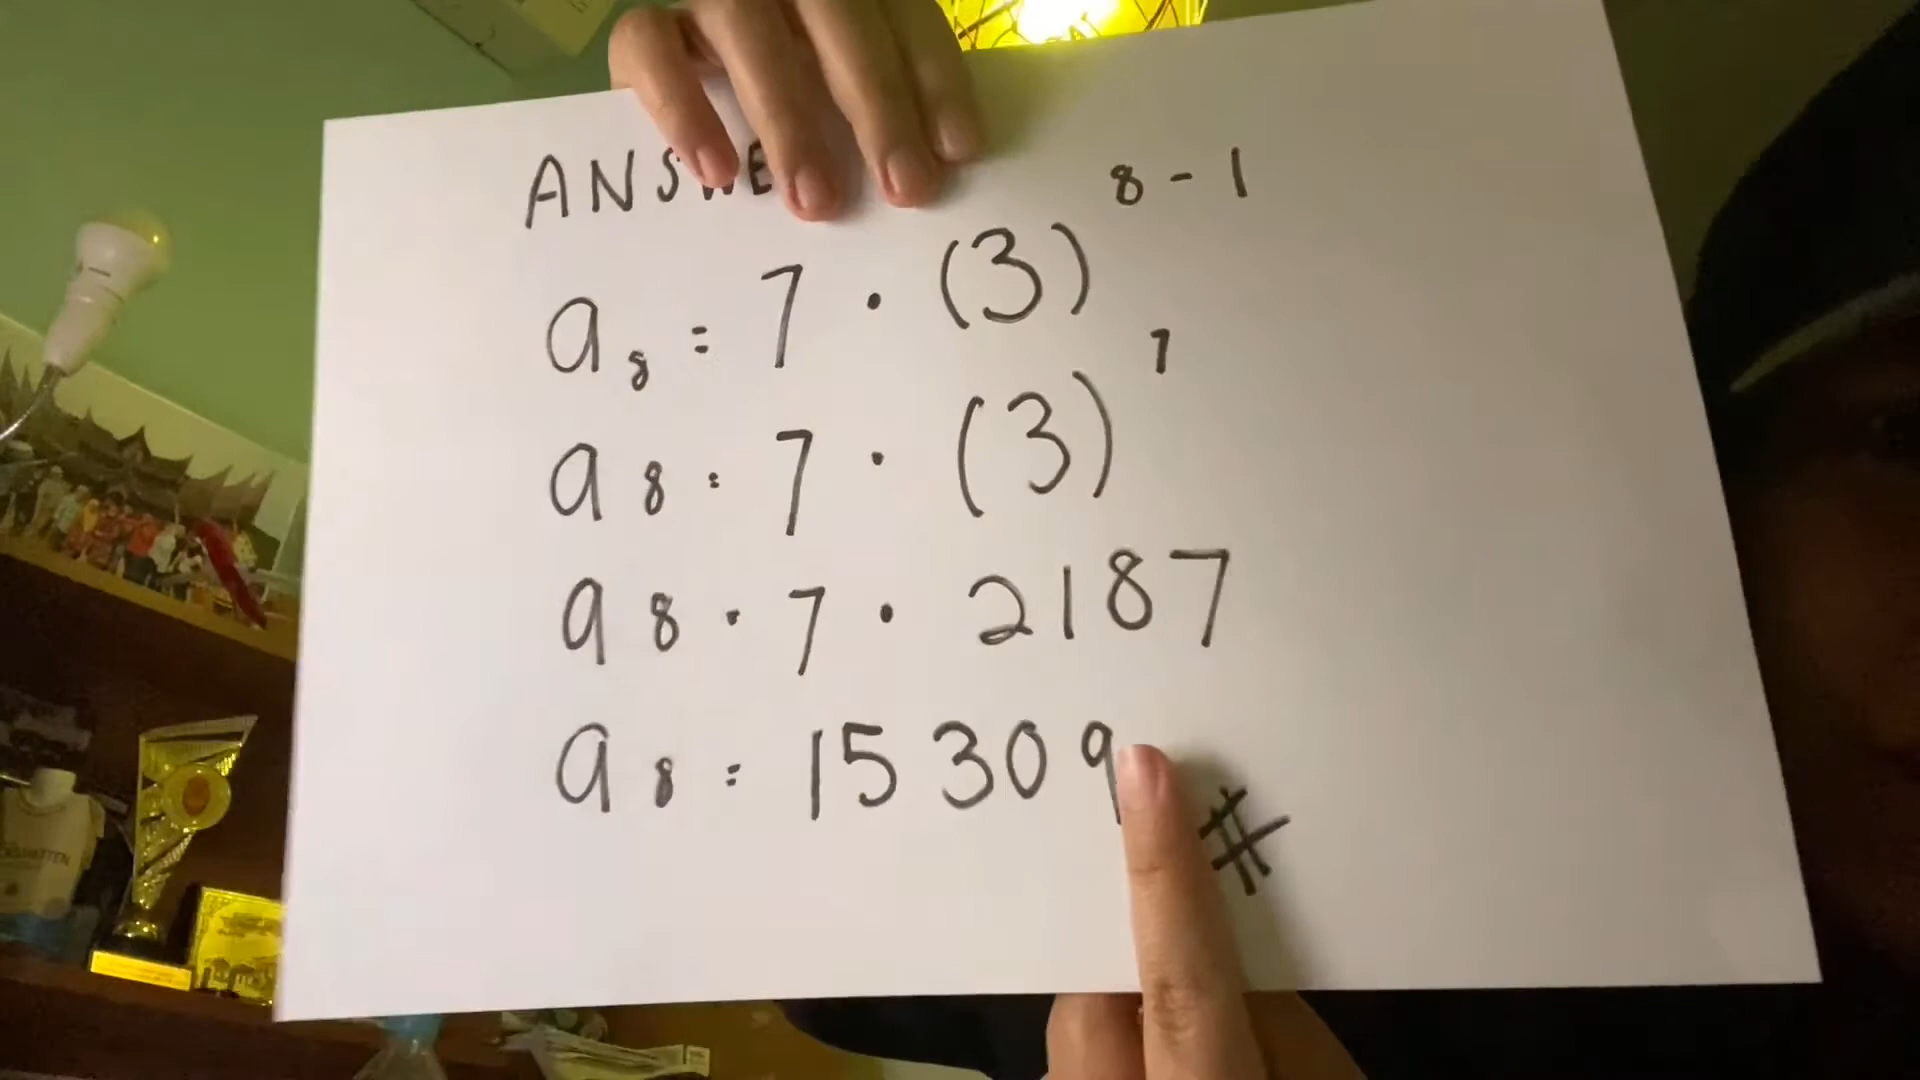 ANSWE
a₈ = 7 · (3)⁸⁻¹
a₈ = 7 · (3)⁷
a₈ = 7 · 2187
a₈ = 15309
#